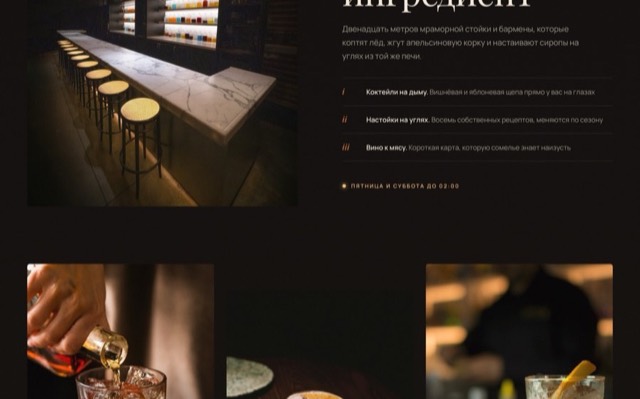 ингредиент
Двенадцать метров мраморной стойки и бармены, которые
коптят лёд, жгут апельсиновую корку и настаивают сиропы на
углях из той же печи.
i Коктейли на дыму. Вишнёвая и яблоневая щепа прямо у вас на глазах
ii Настойки на углях. Восемь собственных рецептов, меняются по сезону
iii Вино к мясу. Короткая карта, которую сомелье знает наизусть
ПЯТНИЦА И СУББОТА ДО 03:00